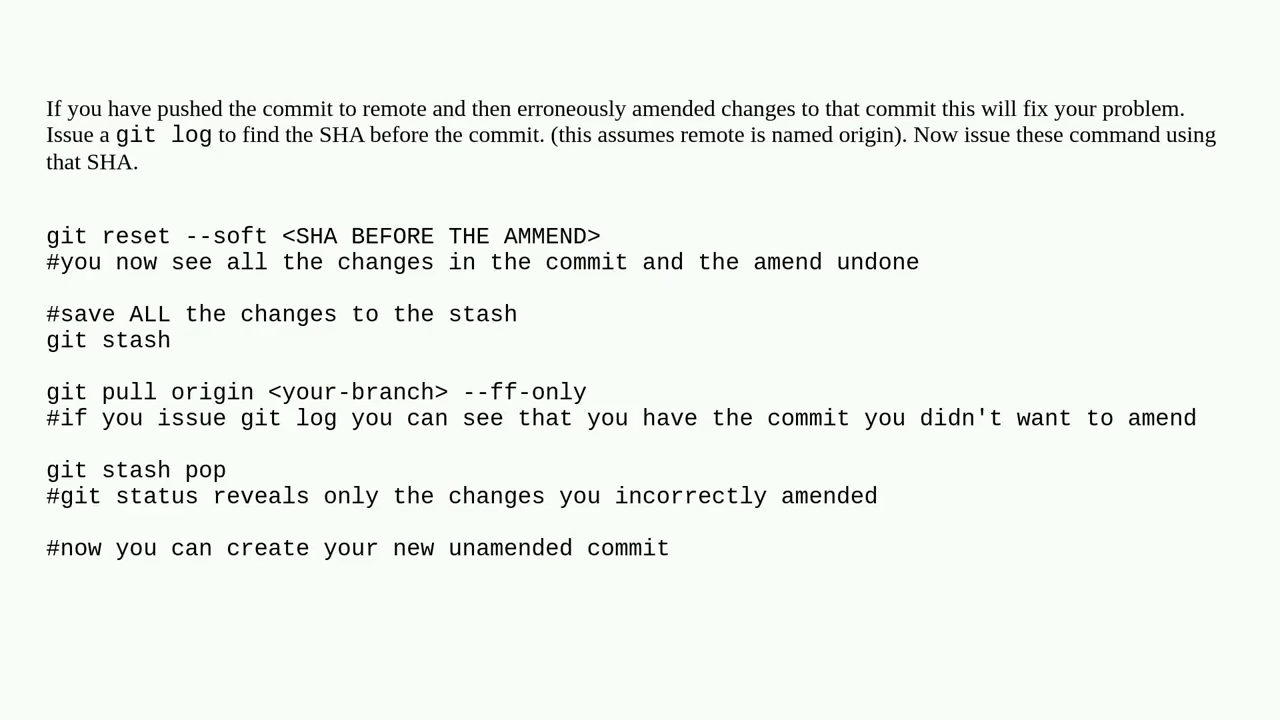 If you have pushed the commit to remote and then erroneously amended changes to that commit this will fix your problem.
Issue a git log to find the SHA before the commit. (this assumes remote is named origin). Now issue these command using
that SHA.
git reset --soft <SHA BEFORE THE AMMEND>
#you now see all the changes in the commit and the amend undone
#save ALL the changes to the stash
git stash
git pull origin <your-branch> --ff-only
#if you issue git log you can see that you have the commit you didn't want to amend
git stash pop
#git status reveals only the changes you incorrectly amended
#now you can create your new unamended commit